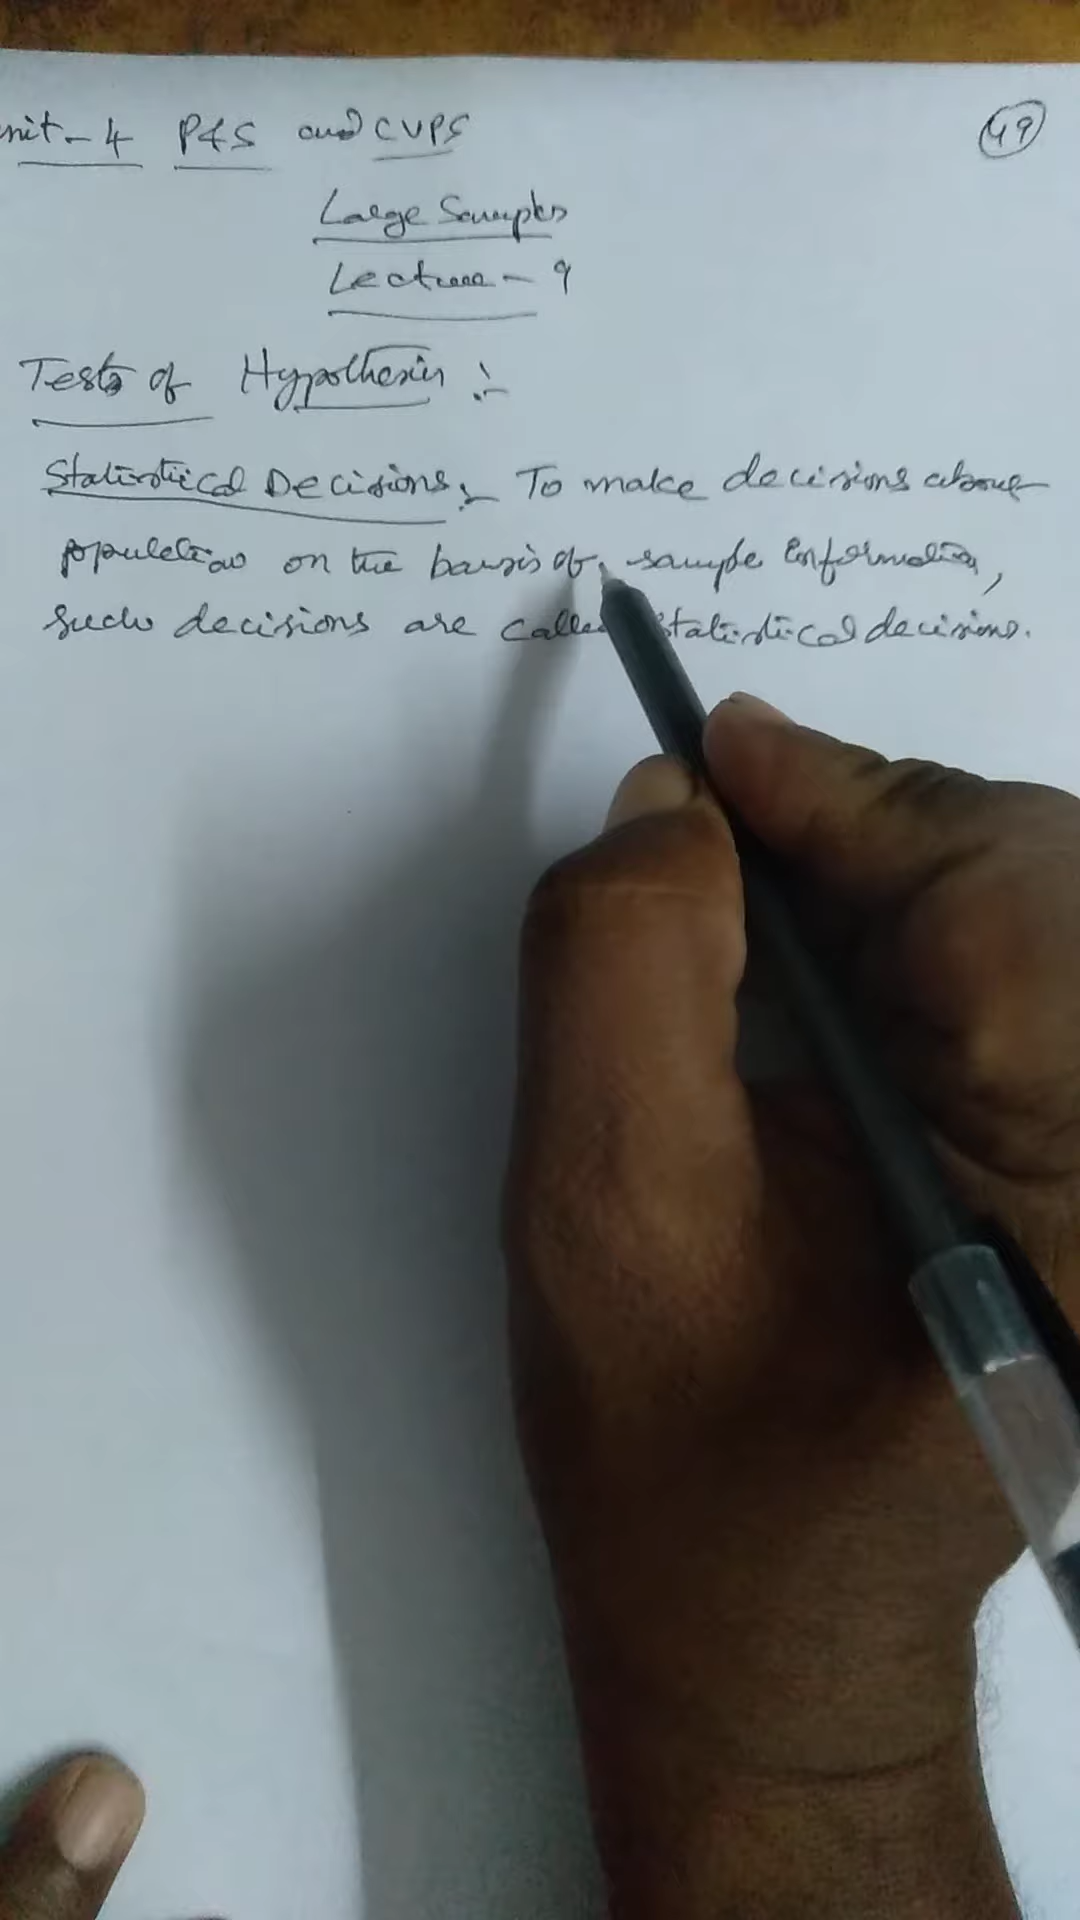 nit - 4 P&S and CVPS
49
Large Samples
Lecture - 9
Tests of Hypothesis :-
Statistical Decisions :- To make decisions about
population on the basis of sample information,
such decisions are called statistical decisions.